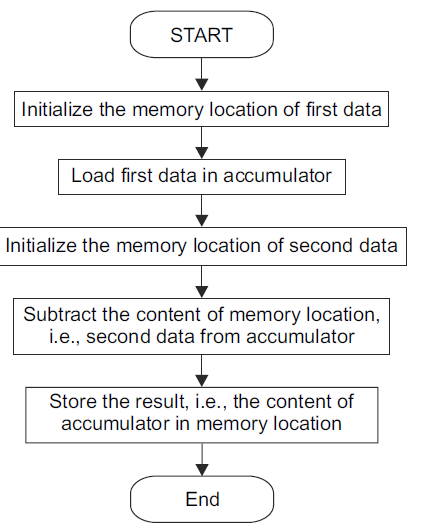 START
Initialize the memory location of first data
Load first data in accumulator
Initialize the memory location of second data
Subtract the content of memory location,
i.e., second data from accumulator
Store the result, i.e., the content of
accumulator in memory location
End